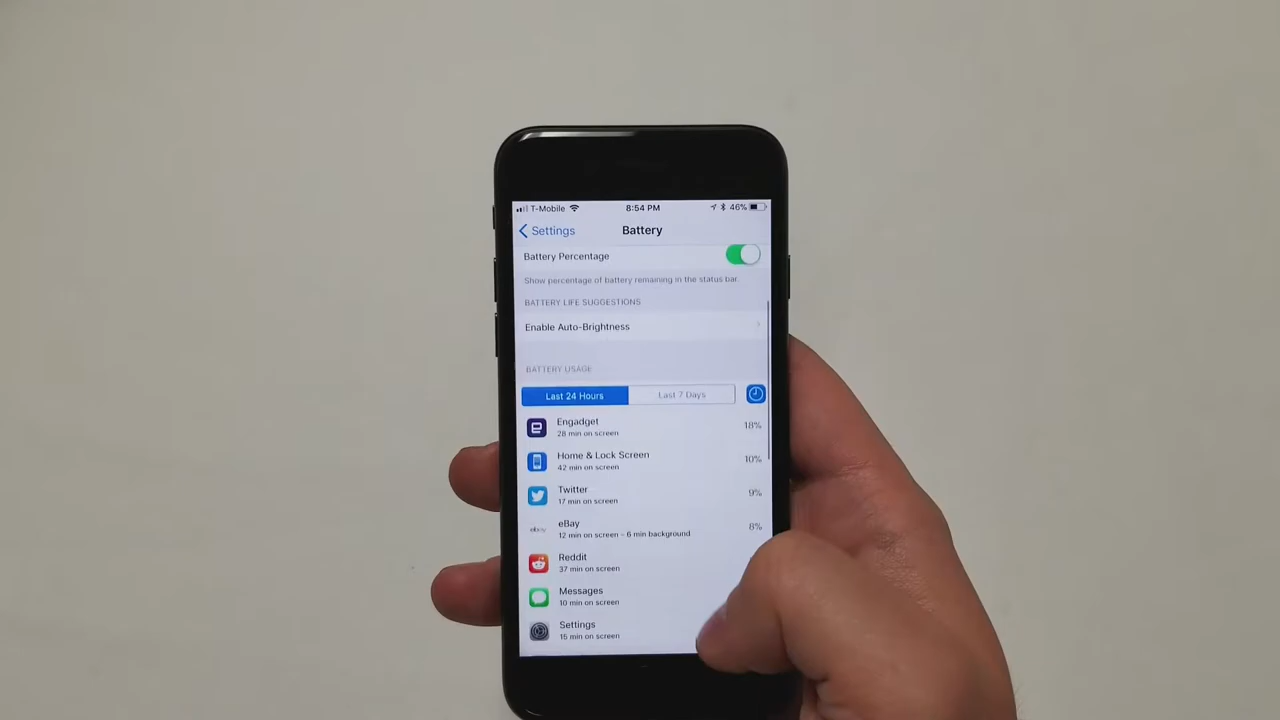 T-Mobile 8:54 PM 46%
Settings Battery
Battery Percentage
Show percentage of battery remaining in the status bar.
BATTERY LIFE SUGGESTIONS
Enable Auto-Brightness
BATTERY USAGE
Last 24 Hours Last 7 Days
Engadget 18%
28 min on screen
Home & Lock Screen 10%
42 min on screen
Twitter 9%
17 min on screen
ebay eBay 8%
12 min on screen – 6 min background
Reddit
37 min on screen
Messages
10 min on screen
Settings
15 min on screen